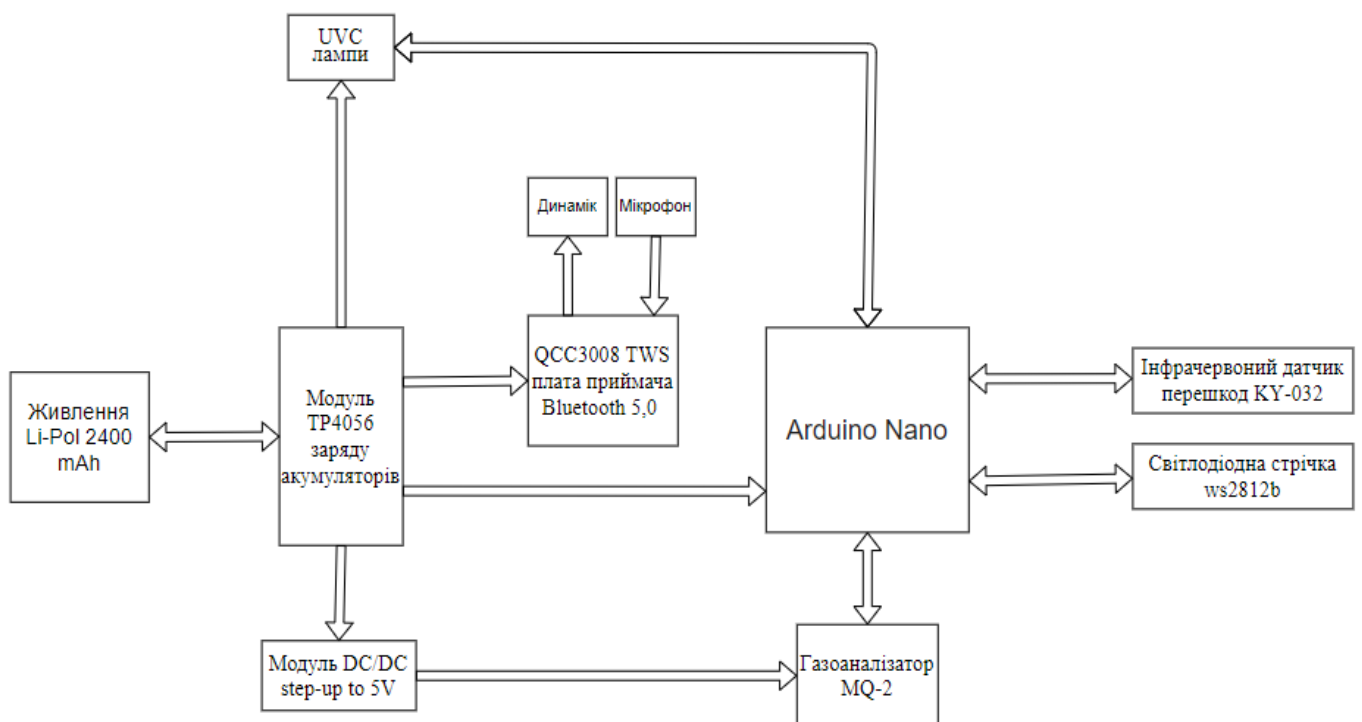 UVC
лампи
Динамік
Мікрофон
QCC3008 TWS
плата приймача
Bluetooth 5,0
Живлення
Li-Pol 2400
mAh
Модуль
TP4056
заряду
акумуляторів
Arduino Nano
Інфрачервоний датчик
перешкод KY-032
Світлодіодна стрічка
ws2812b
Модуль DC/DC
step-up to 5V
Газоаналізатор
MQ-2